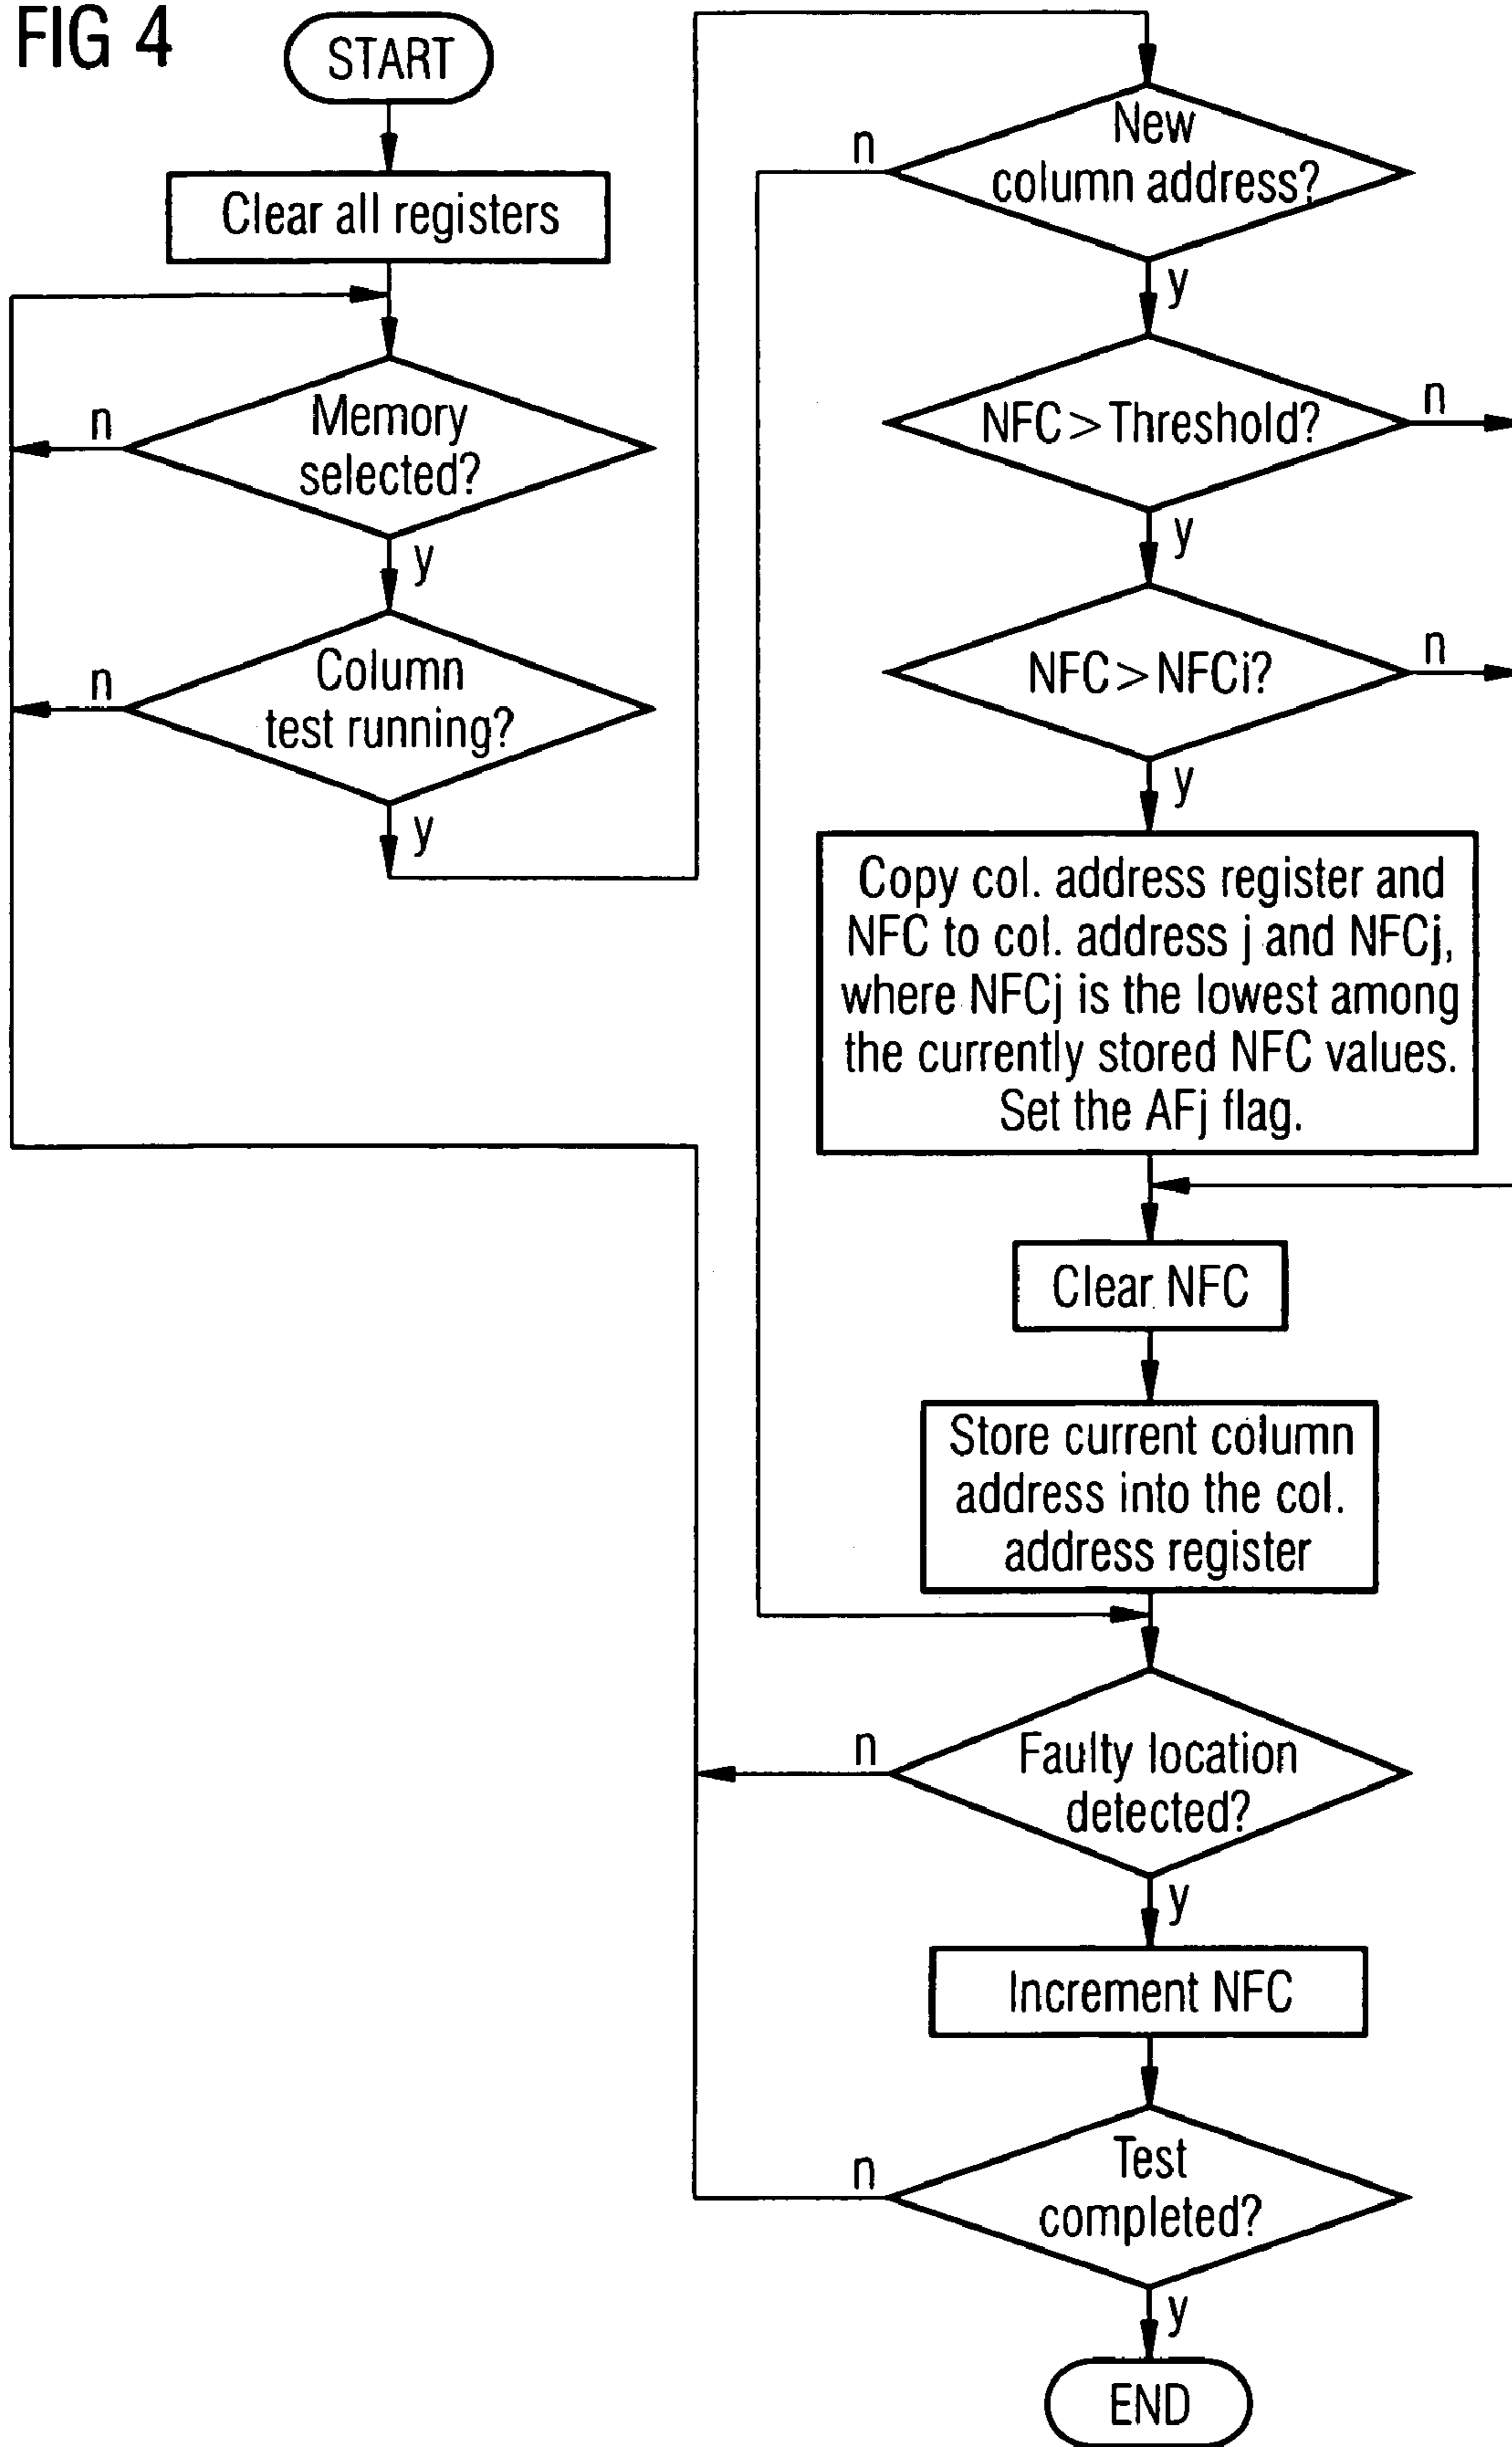 FIG 4
START
Clear all registers
Memory
selected?
n
y
Column
test running?
n
y
New
column address?
n
y
NFC > Threshold?
n
y
NFC > NFCi?
n
y
Copy col. address register and
NFC to col. address j and NFCj,
where NFCj is the lowest among
the currently stored NFC values.
Set the AFj flag.
Clear NFC
Store current column
address into the col.
address register
Faulty location
detected?
n
y
Increment NFC
Test
completed?
n
y
END